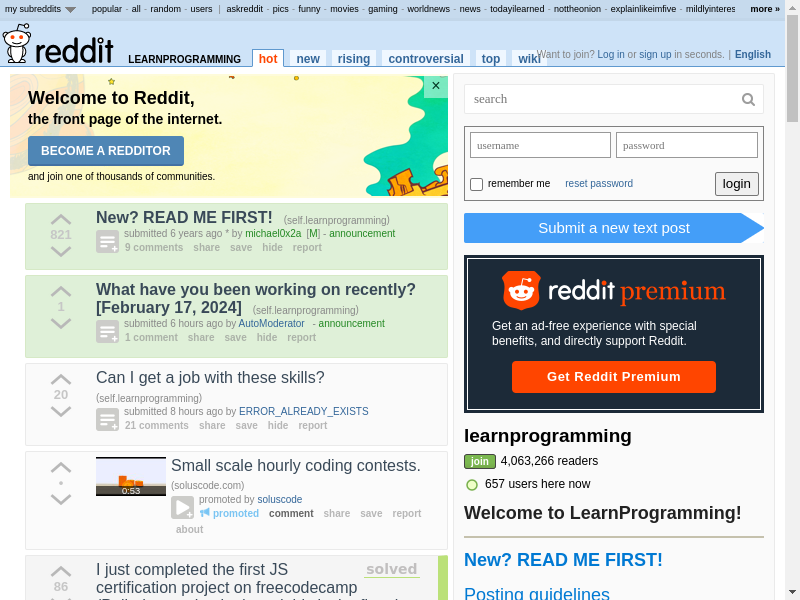 my subreddits
popular - all - random - users | askreddit - pics - funny - movies - gaming - worldnews - news - todayilearned - nottheonion - explainlikeimfive - mildlyinteres
more »
reddit LEARNPROGRAMMING hot new rising controversial top wiki
Want to join? Log in or sign up in seconds. | English
Welcome to Reddit,
the front page of the internet.
BECOME A REDDITOR
and join one of thousands of communities.
×
821
New? READ ME FIRST! (self.learnprogramming)
submitted 6 years ago * by michael0x2a [M] - announcement
9 comments share save hide report
1
What have you been working on recently?
[February 17, 2024] (self.learnprogramming)
submitted 6 hours ago by AutoModerator - announcement
1 comment share save hide report
20
Can I get a job with these skills?
(self.learnprogramming)
submitted 8 hours ago by ERROR_ALREADY_EXISTS
21 comments share save hide report
•
0:53
Small scale hourly coding contests.
(soluscode.com)
promoted by soluscode
promoted comment share save report
about
86
I just completed the first JS
certification project on freecodecamp
solved
search
username
password
remember me
reset password
login
Submit a new text post
reddit premium
Get an ad-free experience with special
benefits, and directly support Reddit.
Get Reddit Premium
learnprogramming
join 4,063,266 readers
657 users here now
Welcome to LearnProgramming!
New? READ ME FIRST!
Posting guidelines